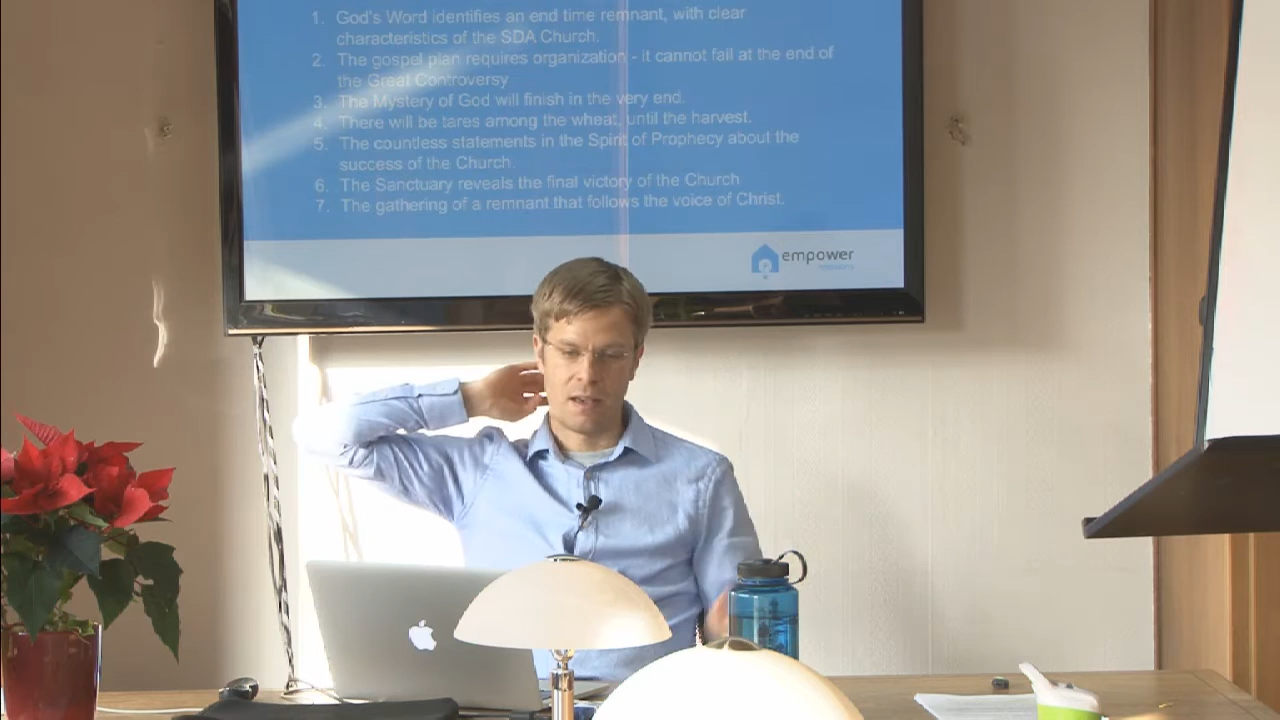 1. God's Word identifies an end time remnant, with clear
characteristics of the SDA Church.
2. The gospel plan requires organization - it cannot fail at the end of
the Great Controversy
3. The Mystery of God will finish in the very end.
4. There will be tares among the wheat, until the harvest.
5. The countless statements in the Spirit of Prophecy about the
success of the Church.
6. The Sanctuary reveals the final victory of the Church
7. The gathering of a remnant that follows the voice of Christ.
empower